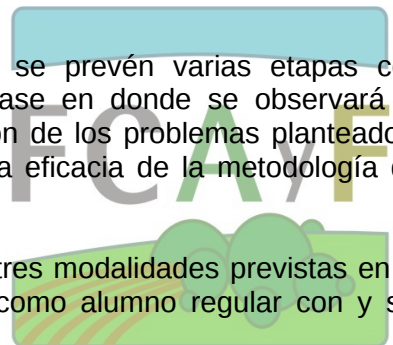 se prevén varias etapas
ase en donde se observará
n de los problemas planteado
a eficacia de la metodología
FCAyF
tres modalidades previstas en
como alumno regular con y